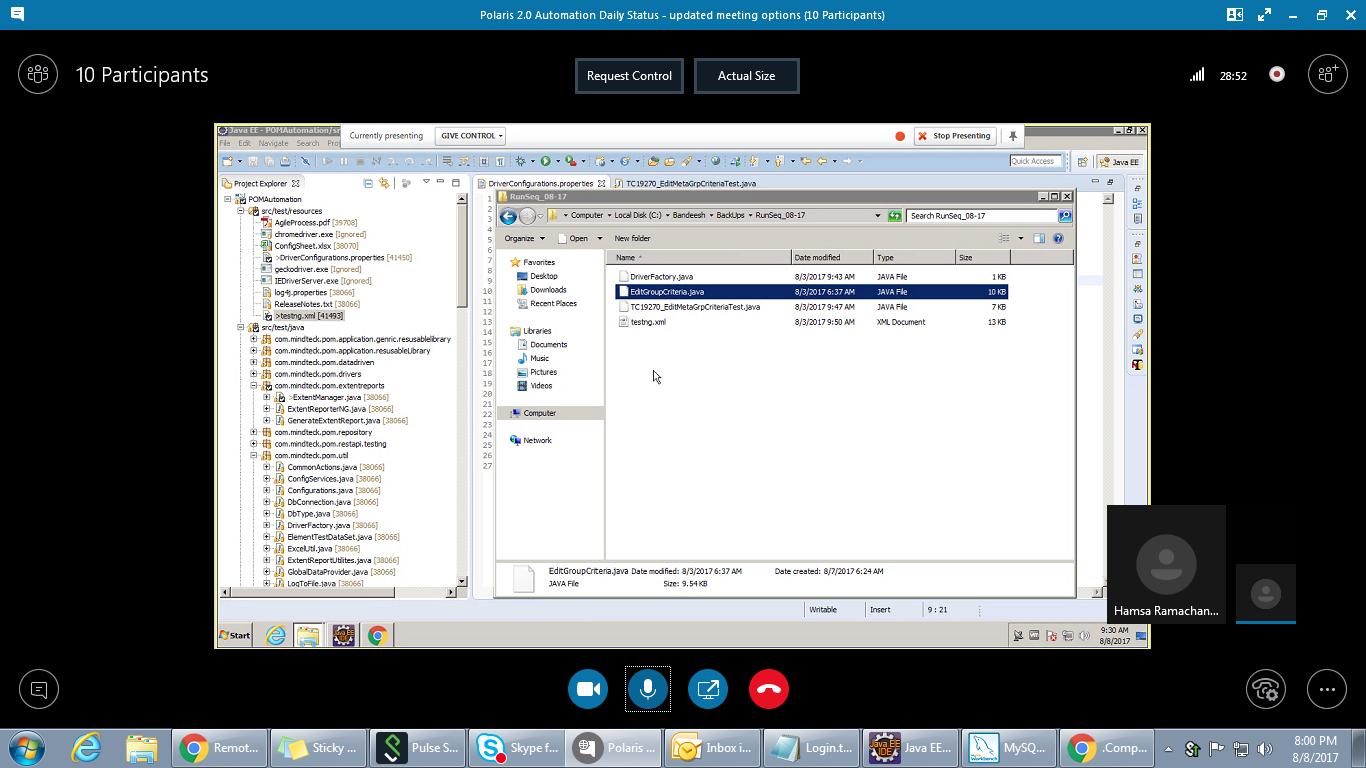 Polaris 2.0 Automation Daily Status - updated meeting options (10 Participants)
10 Participants
Request Control
Actual Size
28:52
Java EE - POMAutomation/sr
Currently presenting
GIVE CONTROL
Stop Presenting
File Edit Navigate Search
Quick Access
Java EE
Project Explorer
DriverConfigurations.properties
TC19270_EditMetaGrpCriteriaTest.java
POMAutomation
src/test/resources
AgileProcess.pdf [39708]
chromedriver.exe [Ignored]
ConfigSheet.xlsx [38070]
>DriverConfigurations.properties [41450]
geckodriver.exe [Ignored]
IEDriverServer.exe [Ignored]
log4j.properties [38066]
ReleaseNotes.txt [38066]
>testng.xml [41493]
src/test/java
com.mindteck.pom.application.genric.resusablelibrary
com.mindteck.pom.application.resusableLibrary
com.mindteck.pom.datadriven
com.mindteck.pom.drivers
com.mindteck.pom.extentreports
>ExtentManager.java [38066]
ExtentReporterNG.java [38066]
GenerateExtentReport.java [38066]
com.mindteck.pom.repository
com.mindteck.pom.restapi.testing
com.mindteck.pom.util
CommonActions.java [38066]
ConfigServices.java [38066]
Configurations.java [38066]
DbConnection.java [38066]
DbType.java [38066]
DriverFactory.java [38066]
ElementTestDataSet.java [38066]
ExcelUtil.java [38066]
ExtentReportUtilites.java [38066]
GlobalDataProvider.java [38066]
LogToFile.java [38066]
1
2
3
4
5
6
7
8
9
10
11
12
13
14
15
16
17
18
19
20
21
22
23
24
25
26
27
RunSeq_08-17
Computer Local Disk (C:) Bandeesh BackUps RunSeq_08-17
Search RunSeq_08-17
Organize Open New folder
Favorites
Desktop
Downloads
Recent Places
Libraries
Documents
Music
Pictures
Videos
Computer
Network
Name Date modified Type Size
DriverFactory.java 8/3/2017 9:43 AM JAVA File 1 KB
EditGroupCriteria.java 8/3/2017 6:37 AM JAVA File 10 KB
TC19270_EditMetaGrpCriteriaTest.java 8/3/2017 9:47 AM JAVA File 7 KB
testng.xml 8/3/2017 9:50 AM XML Document 13 KB
EditGroupCriteria.java Date modified: 8/3/2017 6:37 AM Date created: 8/7/2017 6:24 AM
JAVA File Size: 9.54 KB
Writable Insert 9 : 21
Start
9:30 AM
8/8/2017
Hamsa Ramachan...
Remot...
Sticky ...
Pulse S...
Skype f...
Polaris ...
Inbox i...
Login.t...
Java EE...
MySQ...
.Comp...
8:00 PM
8/8/2017